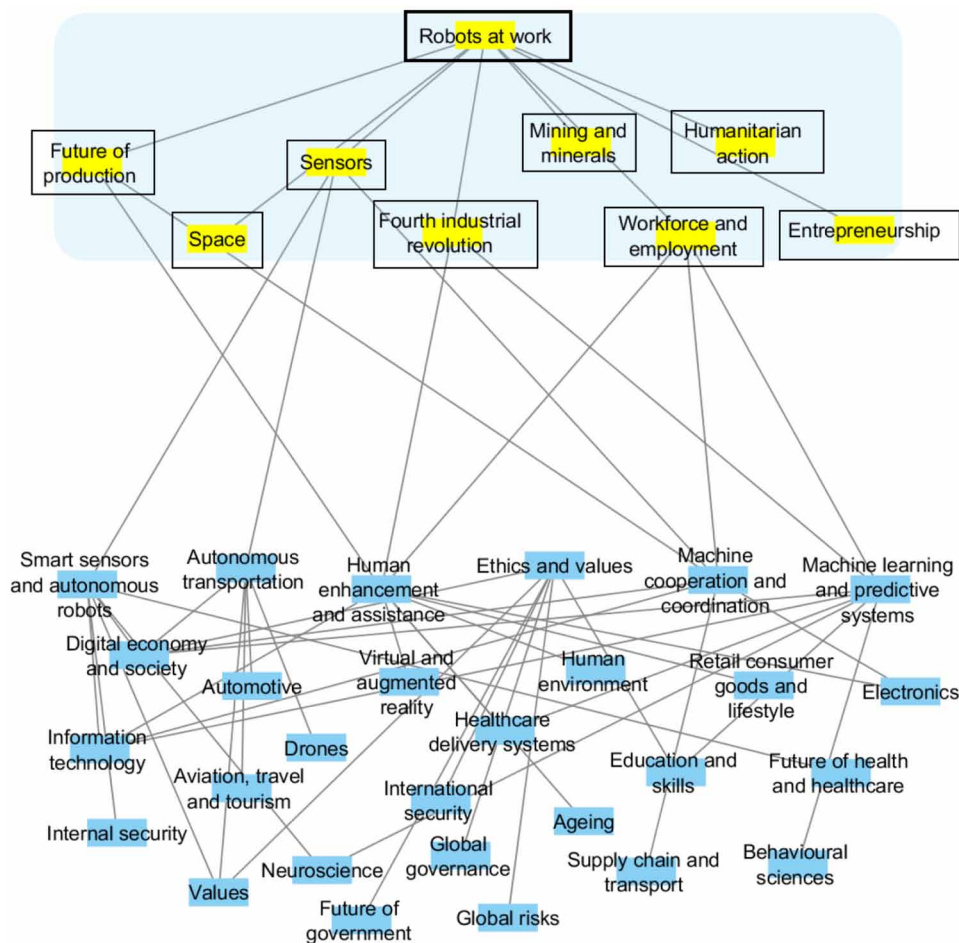 Robots at work
Future of
production
Sensors
Mining and
minerals
Humanitarian
action
Space
Fourth industrial
revolution
Workforce and
employment
Entrepreneurship
Smart sensors
and autonomous
robots
Autonomous
transportation
Human
enhancement
and assistance
Ethics and values
Machine
cooperation and
coordination
Machine learning
and predictive
systems
Digital economy
and society
Automotive
Virtual and
augmented
reality
Human
environment
Retail consumer
goods and
lifestyle
Electronics
Information
technology
Drones
Healthcare
delivery systems
Aviation, travel
and tourism
International
security
Education and
skills
Future of health
and healthcare
Internal security
Ageing
Neuroscience
Global
governance
Supply chain and
transport
Behavioural
sciences
Values
Future of
government
Global risks